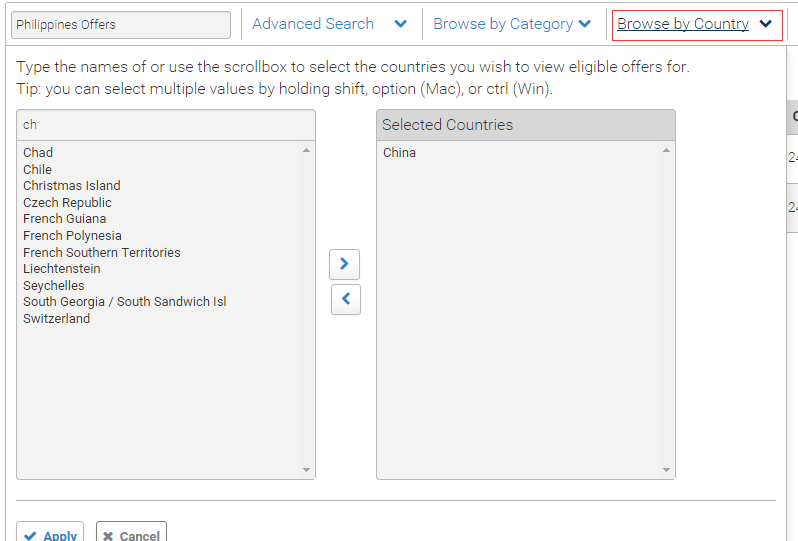 Philippines Offers
Advanced Search
Browse by Category
Browse by Country
Type the names of or use the scrollbox to select the countries you wish to view eligible offers for.
Tip: you can select multiple values by holding shift, option (Mac), or ctrl (Win).
ch
Chad
Chile
Christmas Island
Czech Republic
French Guiana
French Polynesia
French Southern Territories
Liechtenstein
Seychelles
South Georgia / South Sandwich Isl
Switzerland
Selected Countries
China
Apply
Cancel